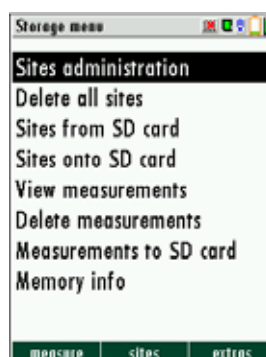 Storage menu
Sites administration
Delete all sites
Sites from SD card
Sites onto SD card
View measurements
Delete measurements
Measurements to SD card
Memory info
measure sites extras